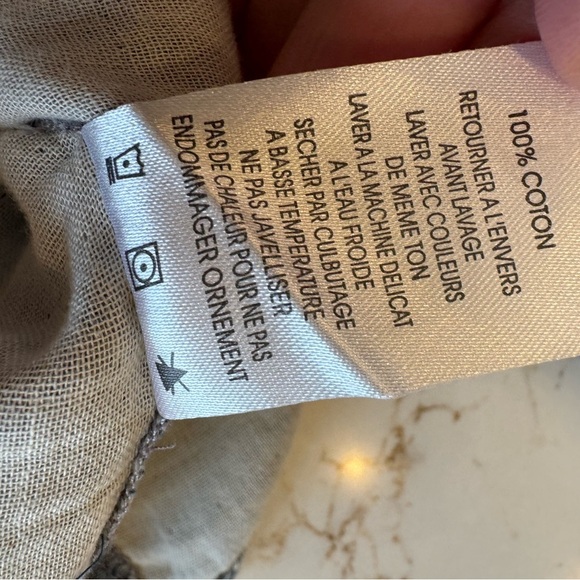 100% COTON
RETOURNER A L'ENVERS
AVANT LAVAGE
LAVER AVEC COULEURS
DE MEME TON
LAVER A LA MACHINE DELICAT
A L'EAU FROIDE
SECHER PAR CULBUTAGE
A BASSE TEMPERATURE
NE PAS JAVELLISER
PAS DE CHALEUR POUR NE PAS
ENDOMMAGER ORNEMENT